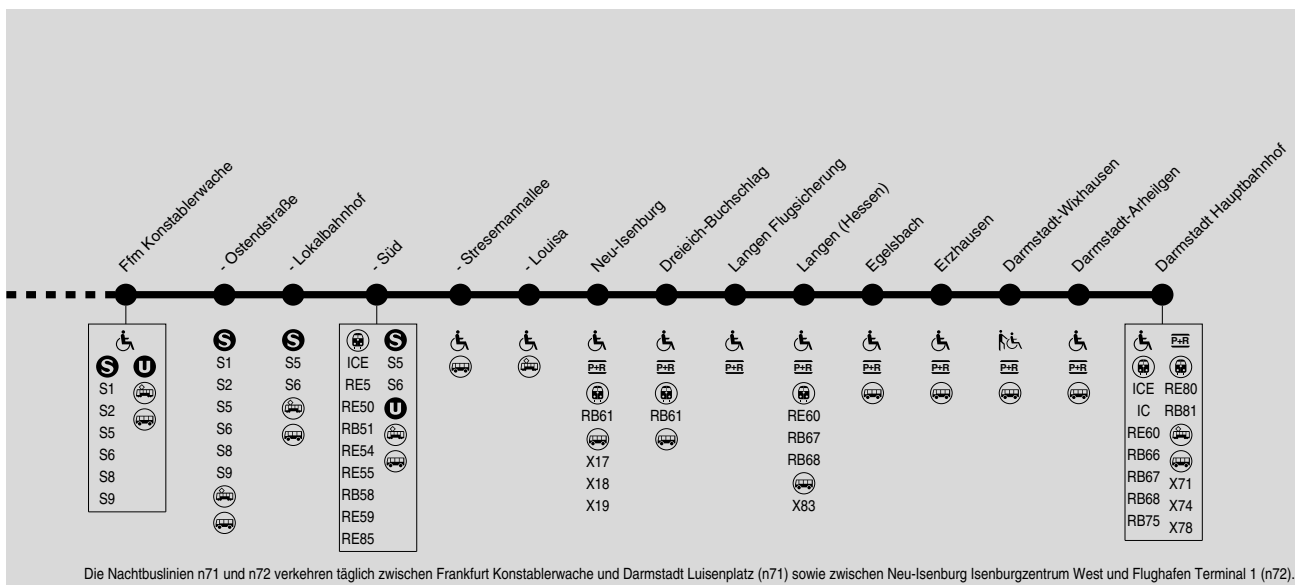 Ffm Konstablerwache
- Ostendstraße
- Lokalbahnhof
- Süd
- Stresemannallee
- Louisa
Neu-Isenburg
Dreieich-Buchschlag
Langen Flugsicherung
Langen (Hessen)
Egelsbach
Erzhausen
Darmstadt-Wixhausen
Darmstadt-Arheilgen
Darmstadt Hauptbahnhof
S U
S1
S2
S5
S6
S8
S9
S
S1
S2
S5
S6
S8
S9
S
S5
S6
ICE
RE5
RE50
RB51
RE54
RE55
RB58
RE59
RE85
S
S5
S6
U
P+R
RB61
X17
X18
X19
P+R
RB61
P+R
P+R
RE60
RB67
RB68
X83
P+R
P+R
P+R
P+R
ICE
IC
RE60
RB66
RB67
RB68
RB75
P+R
RE80
RB81
X71
X74
X78
Die Nachtbuslinien n71 und n72 verkehren täglich zwischen Frankfurt Konstablerwache und Darmstadt Luisenplatz (n71) sowie zwischen Neu-Isenburg Isenburgzentrum West und Flughafen Terminal 1 (n72).